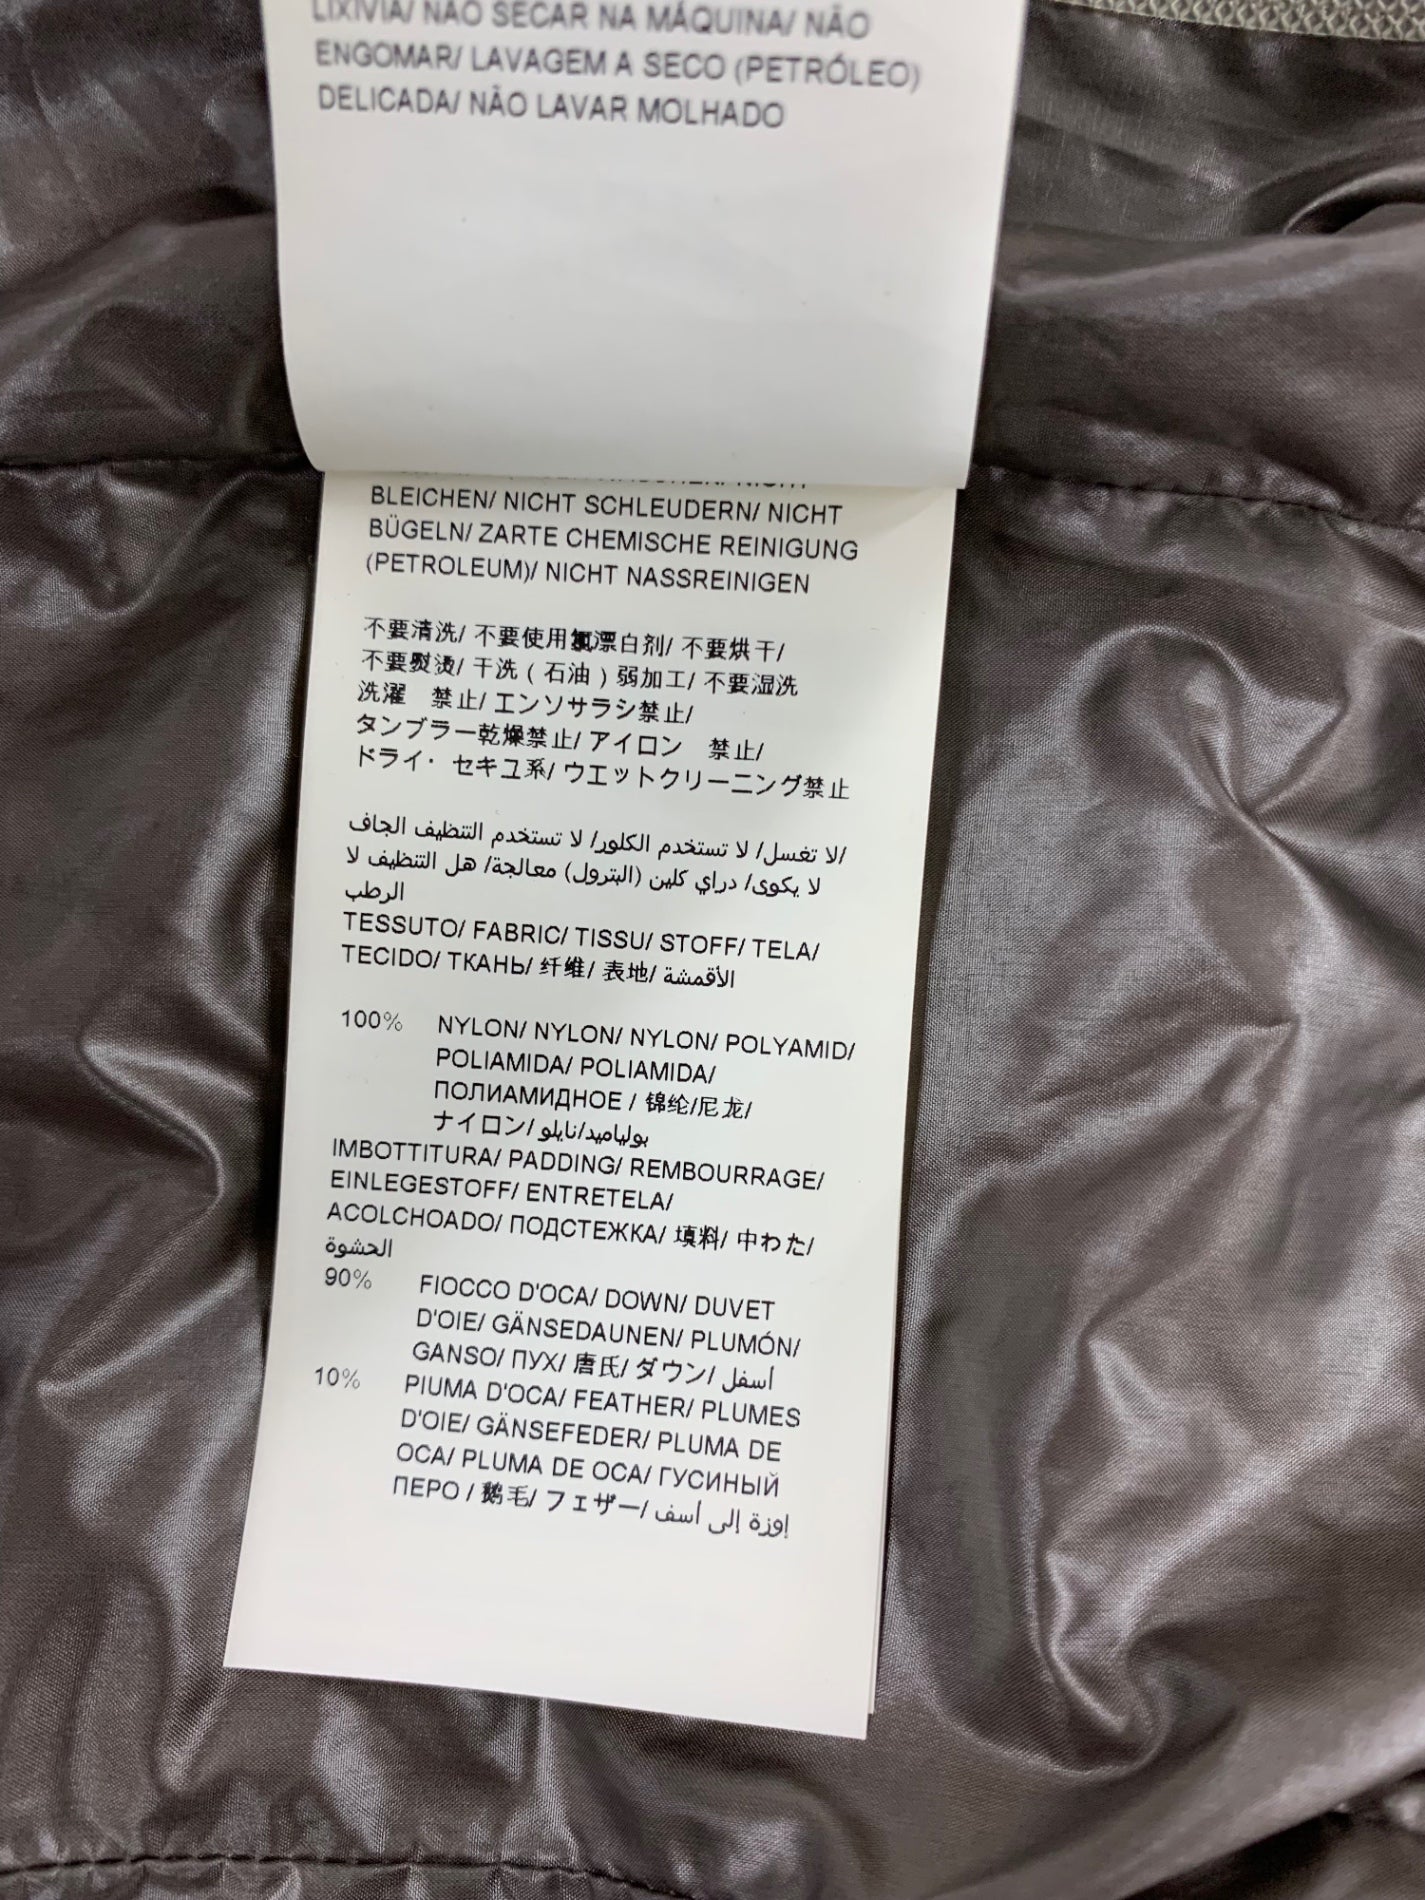 LIXIVIA/ NÃO SECAR NA MÁQUINA/ NÃO
ENGOMAR/ LAVAGEM A SECO (PETRÓLEO)
DELICADA/ NÃO LAVAR MOLHADO
NICHT
BLEICHEN/ NICHT SCHLEUDERN/ NICHT
BÜGELN/ ZARTE CHEMISCHE REINIGUNG
(PETROLEUM)/ NICHT NASSREINIGEN
不要清洗/ 不要使用氯漂白剂/ 不要烘干/
不要熨烫/ 干洗 ( 石油 ) 弱加工/ 不要湿洗
洗濯　禁止/ エンソサラシ禁止/
タンブラー乾燥禁止/ アイロン　禁止/
ドライ・ セキユ系/ ウエットクリーニング禁止
لا تغسل/ لا تستخدم الكلور/ لا تستخدم التنظيف الجاف/
لا يكوى/ دراي كلين (البترول) معالجة/ هل التنظيف لا
الرطب
TESSUTO/ FABRIC/ TISSU/ STOFF/ TELA/
TECIDO/ ТКАНЬ/ 纤维/ 表地/ الأقمشة
100% NYLON/ NYLON/ NYLON/ POLYAMID/
POLIAMIDA/ POLIAMIDA/
ПОЛИАМИДНОЕ / 锦纶/尼龙/
ナイロン/ بولياميد/نايلو
IMBOTTITURA/ PADDING/ REMBOURRAGE/
EINLEGESTOFF/ ENTRETELA/
ACOLCHOADO/ ПОДСТЕЖКА/ 填料/ 中わた/
الحشوة
90% FIOCCO D'OCA/ DOWN/ DUVET
D'OIE/ GÄNSEDAUNEN/ PLUMÓN/
GANSO/ ПУХ/ 唐氏/ ダウン/ أسفل
10% PIUMA D'OCA/ FEATHER/ PLUMES
D'OIE/ GÄNSEFEDER/ PLUMA DE
OCA/ PLUMA DE OCA/ ГУСИНЫЙ
ПЕРО / 鹅毛/ フェザー/ إوزة إلى أسف